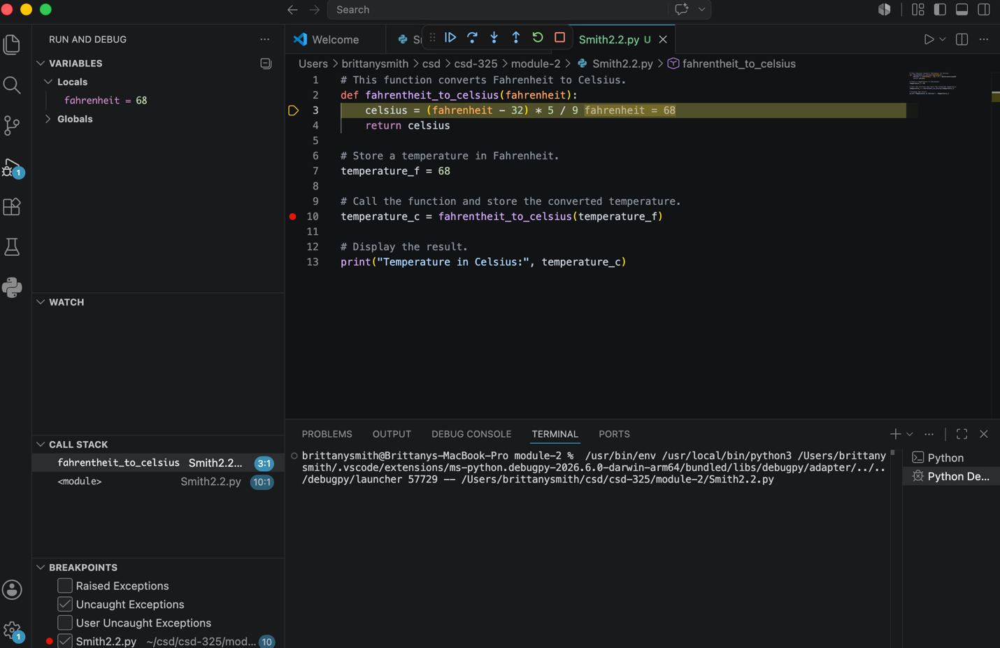 Search
RUN AND DEBUG
VARIABLES
Locals
fahrenheit = 68
Globals
WATCH
CALL STACK
fahrentheit_to_celsius Smith2.2... 3:1
<module> Smith2.2.py 10:1
BREAKPOINTS
Raised Exceptions
Uncaught Exceptions
User Uncaught Exceptions
Smith2.2.py ~/csd/csd-325/mod... 10
1
1
Welcome
Smith2.2.py U
Users > brittanysmith > csd > csd-325 > module-2 > Smith2.2.py > fahrentheit_to_celsius
1 # This function converts Fahrenheit to Celsius.
2 def fahrentheit_to_celsius(fahrenheit):
3 celsius = (fahrenheit - 32) * 5 / 9 fahrenheit = 68
4 return celsius
5
6 # Store a temperature in Fahrenheit.
7 temperature_f = 68
8
9 # Call the function and store the converted temperature.
10 temperature_c = fahrentheit_to_celsius(temperature_f)
11
12 # Display the result.
13 print("Temperature in Celsius:", temperature_c)
PROBLEMS OUTPUT DEBUG CONSOLE TERMINAL PORTS
brittanysmith@Brittanys-MacBook-Pro module-2 % /usr/bin/env /usr/local/bin/python3 /Users/brittany
smith/.vscode/extensions/ms-python.debugpy-2026.6.0-darwin-arm64/bundled/libs/debugpy/adapter/../..
/debugpy/launcher 57729 -- /Users/brittanysmith/csd/csd-325/module-2/Smith2.2.py
Python
Python De...